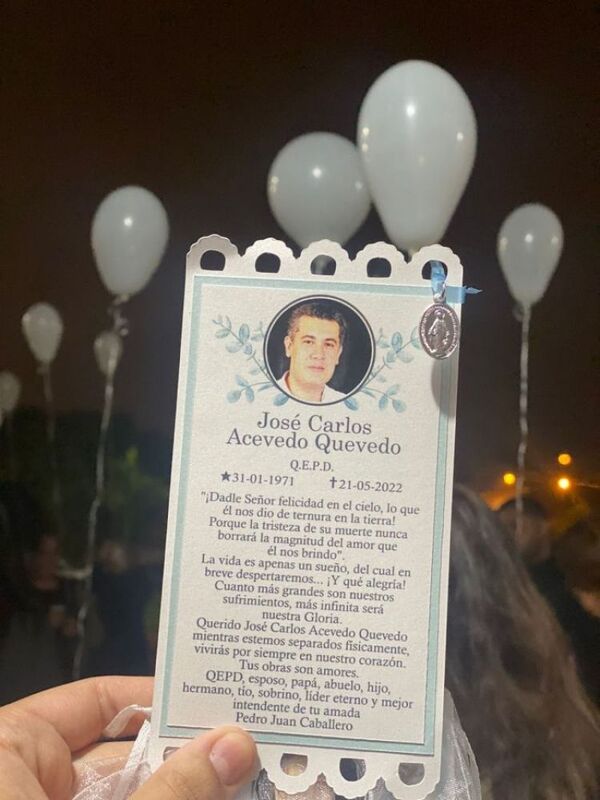 José Carlos
Acevedo Quevedo
Q.E.P.D.
★31-01-1971 ✝21-05-2022
"¡Dadle Señor felicidad en el cielo, lo que
él nos dio de ternura en la tierra!
Porque la tristeza de su muerte nunca
borrará la magnitud del amor que
él nos brindo".
La vida es apenas un sueño, del cual en
breve despertaremos... ¡Y qué alegría!
Cuanto más grandes son nuestros
sufrimientos, más infinita será
nuestra Gloria.
Querido José Carlos Acevedo Quevedo
mientras estemos separados físicamente,
vivirás por siempre en nuestro corazón.
Tus obras son amores.
QEPD, esposo, papá, abuelo, hijo,
hermano, tío, sobrino, líder eterno y mejor
intendente de tu amada
Pedro Juan Caballero